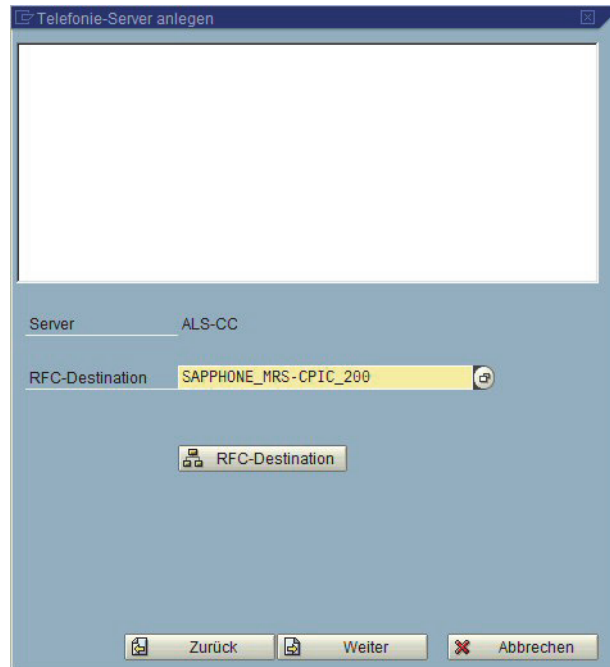 Telefonie-Server anlegen
Server ALS-CC
RFC-Destination SAPPHONE_MRS-CPIC_200
RFC-Destination
Zurück Weiter Abbrechen